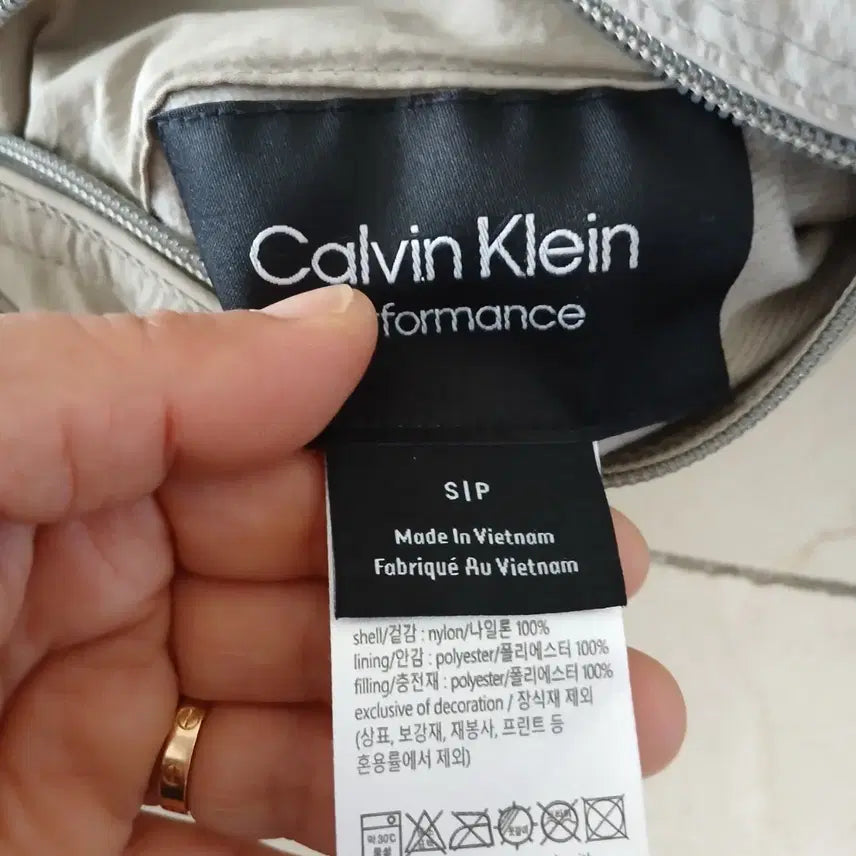 Calvin Klein
formance
S|P
Made In Vietnam
Fabriqué Au Vietnam
shell/겉감 : nylon/나일론 100%
lining/안감 : polyester/폴리에스터 100%
filling/충전재 : polyester/폴리에스터 100%
exclusive of decoration / 장식재 제외
(상표, 보강재, 재봉사, 프린트 등
혼용률에서 제외)
약 30℃